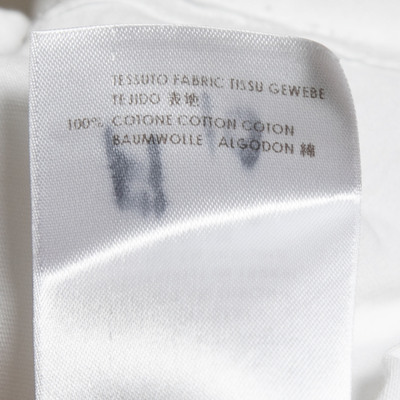 TESSUTO FABRIC TISSU GEWEBE
TEJIDO 表地
100% COTONE COTTON COTON
BAUMWOLLE ALGODON 綿